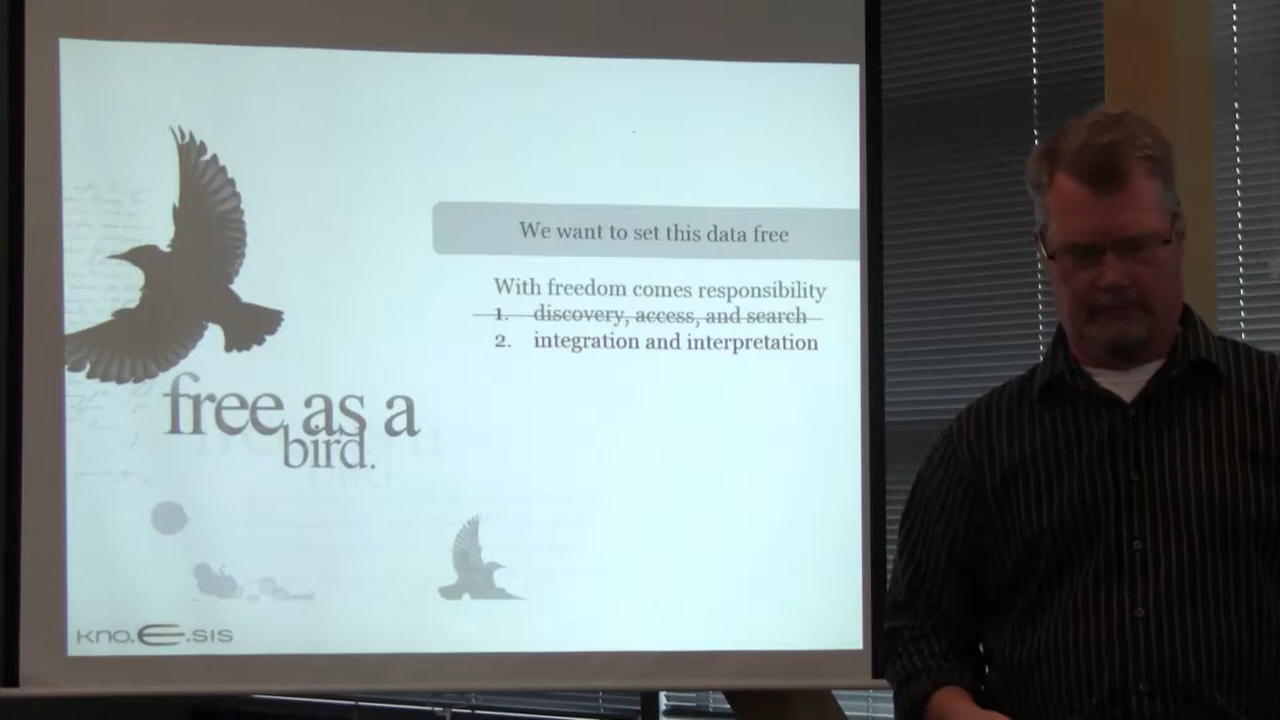 We want to set this data free
With freedom comes responsibility
1. discovery, access, and search
2. integration and interpretation
free as a
bird.
kno.e.sis